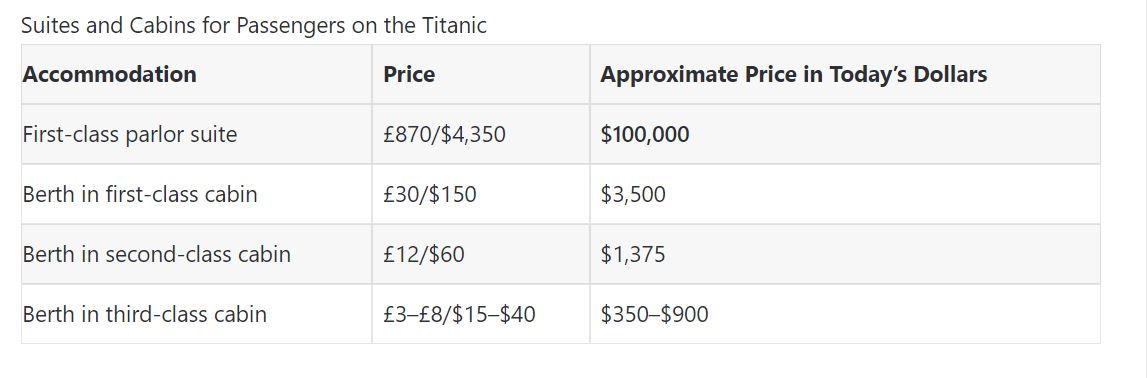 Suites and Cabins for Passengers on the Titanic
Accommodation Price Approximate Price in Today’s Dollars
First-class parlor suite £870/$4,350 $100,000
Berth in first-class cabin £30/$150 $3,500
Berth in second-class cabin £12/$60 $1,375
Berth in third-class cabin £3–£8/$15–$40 $350–$900